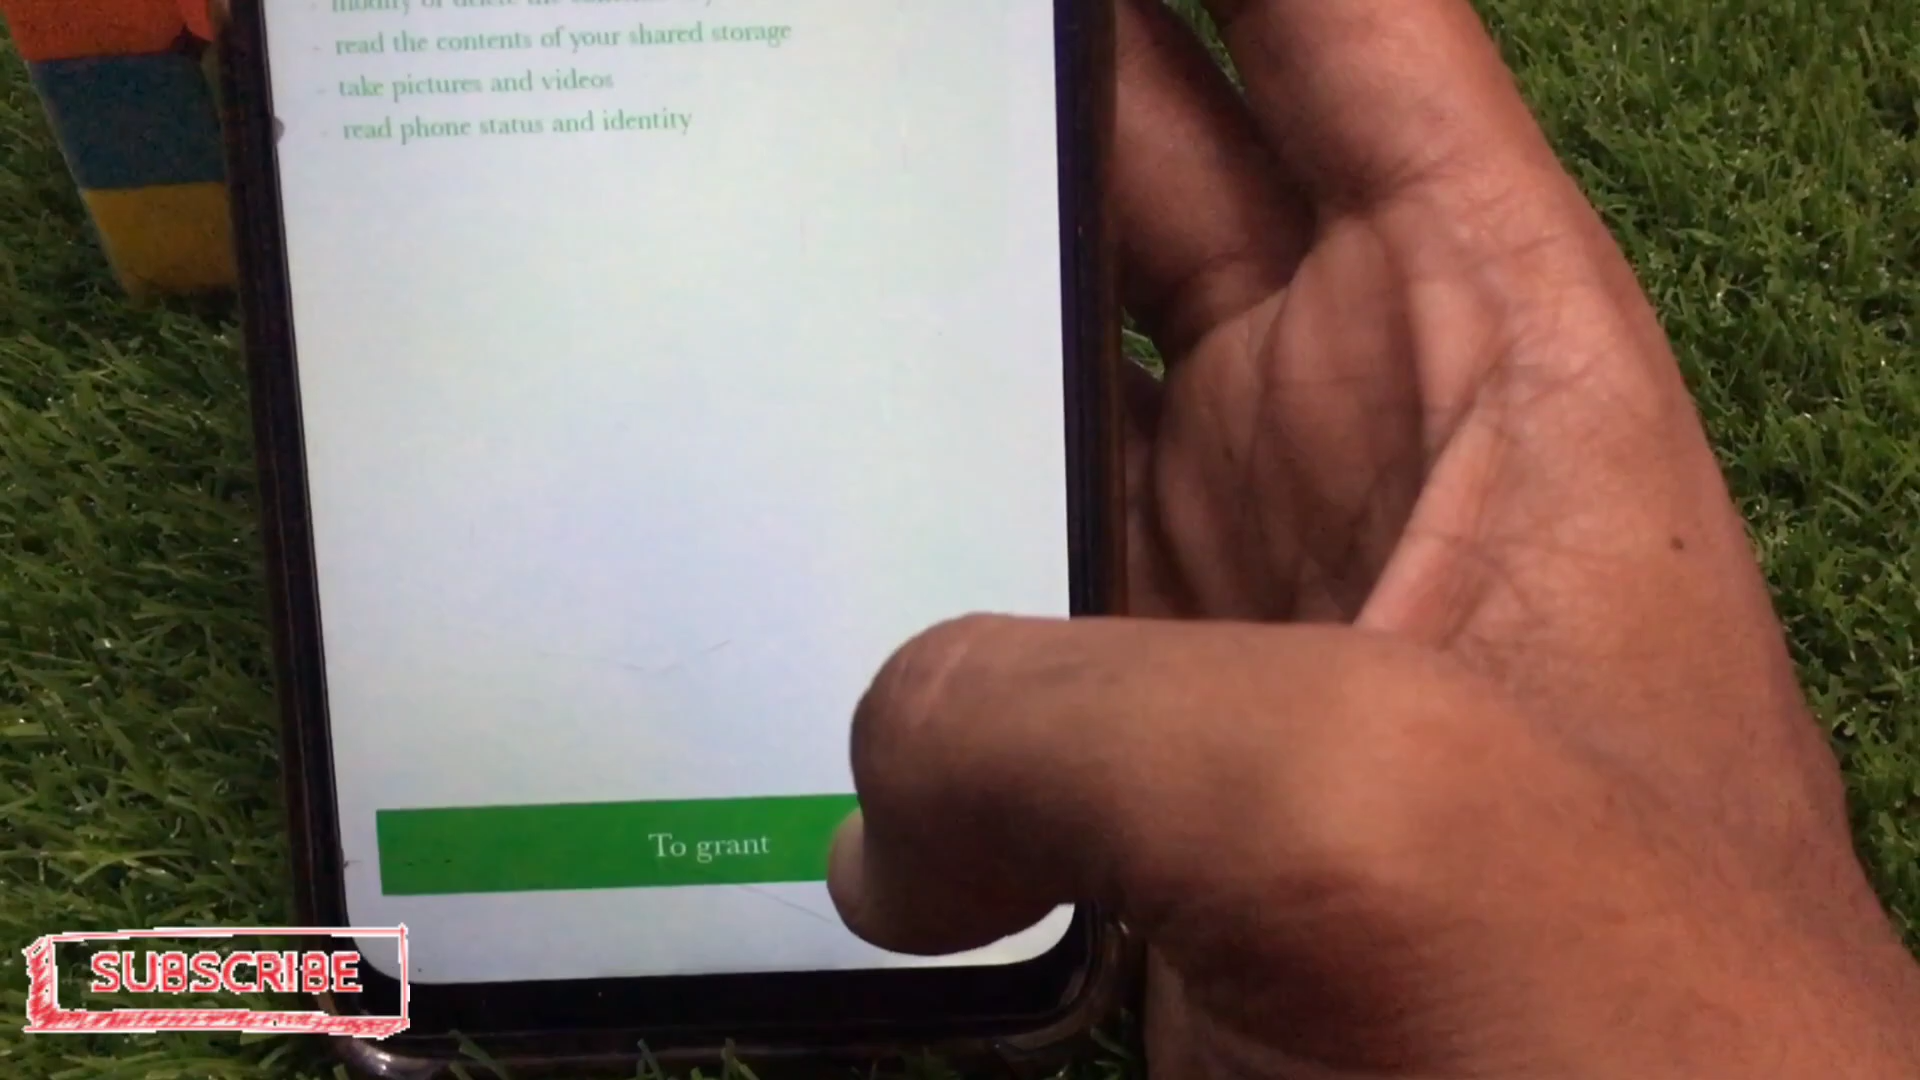 read the contents of your shared storage
- take pictures and videos
- read phone status and identity
To grant
SUBSCRIBE